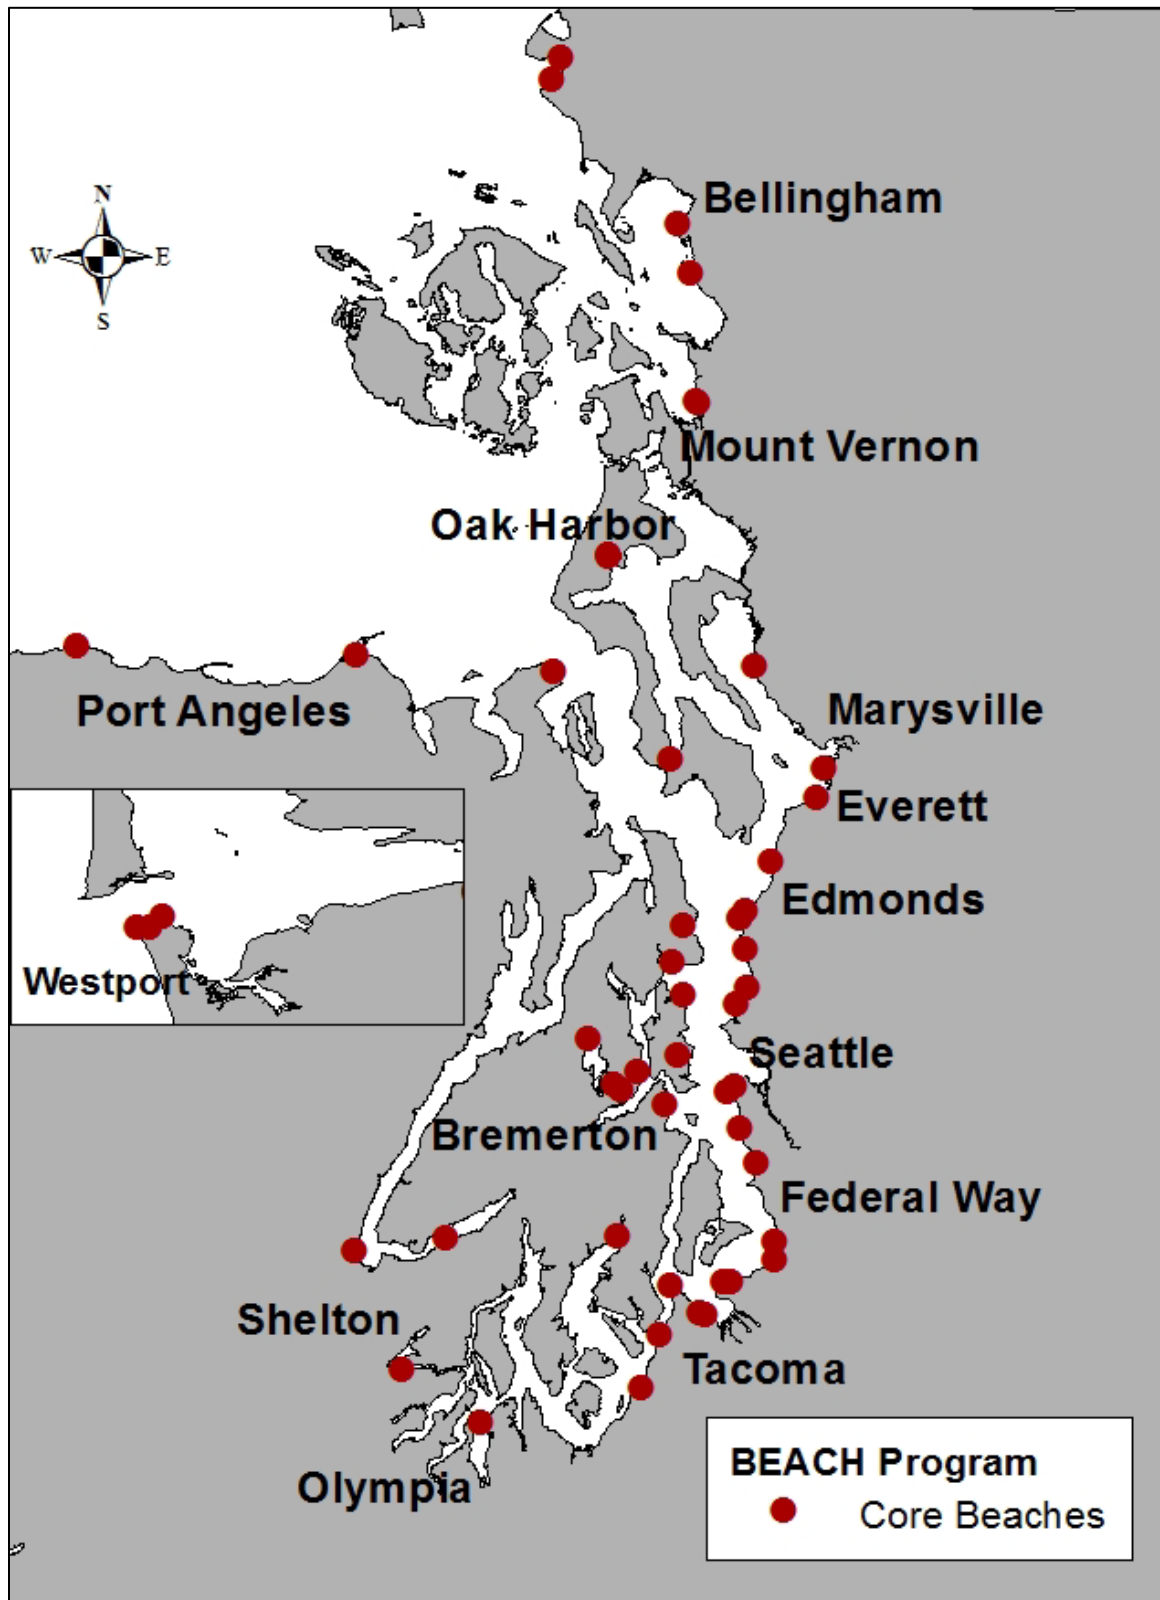 N
Bellingham
W E
S
Mount Vernon
Oak Harbor
Port Angeles
Marysville
Everett
Edmonds
Westport
Seattle
Bremerton
Federal Way
Shelton
Tacoma
Olympia
BEACH Program
Core Beaches